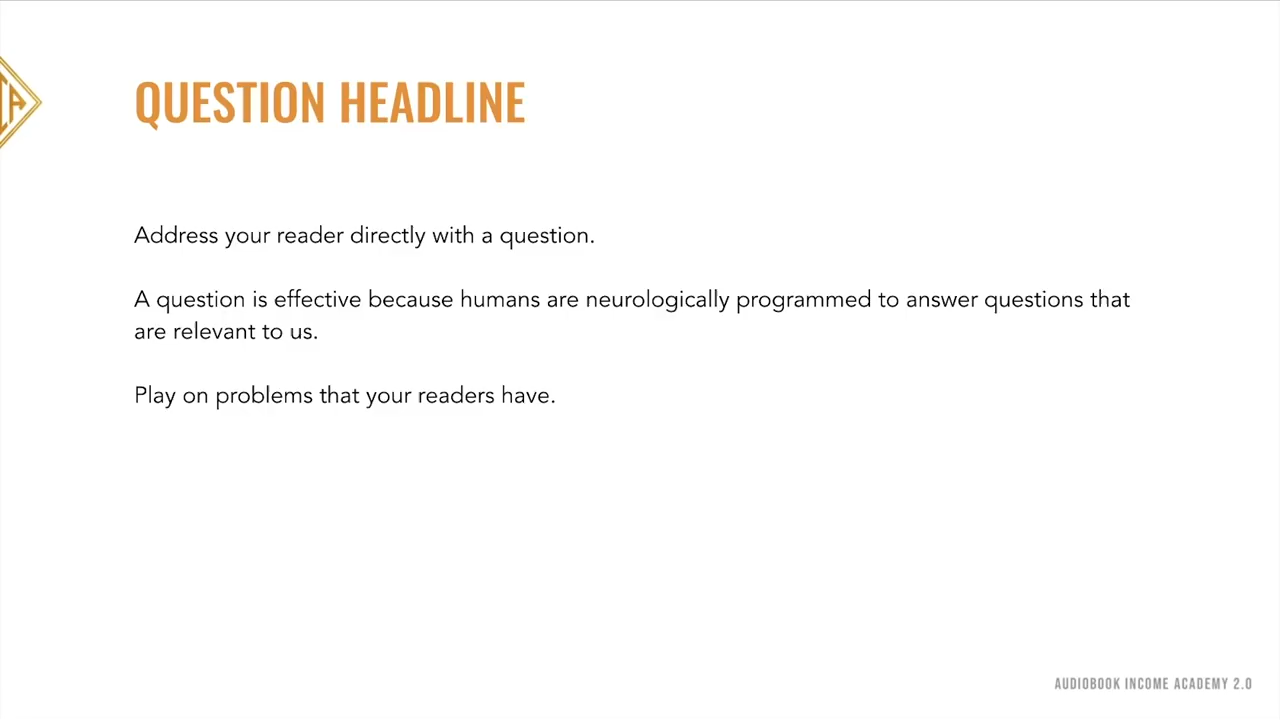 QUESTION HEADLINE
Address your reader directly with a question.
A question is effective because humans are neurologically programmed to answer questions that
are relevant to us.
Play on problems that your readers have.
AUDIOBOOK INCOME ACADEMY 2.0